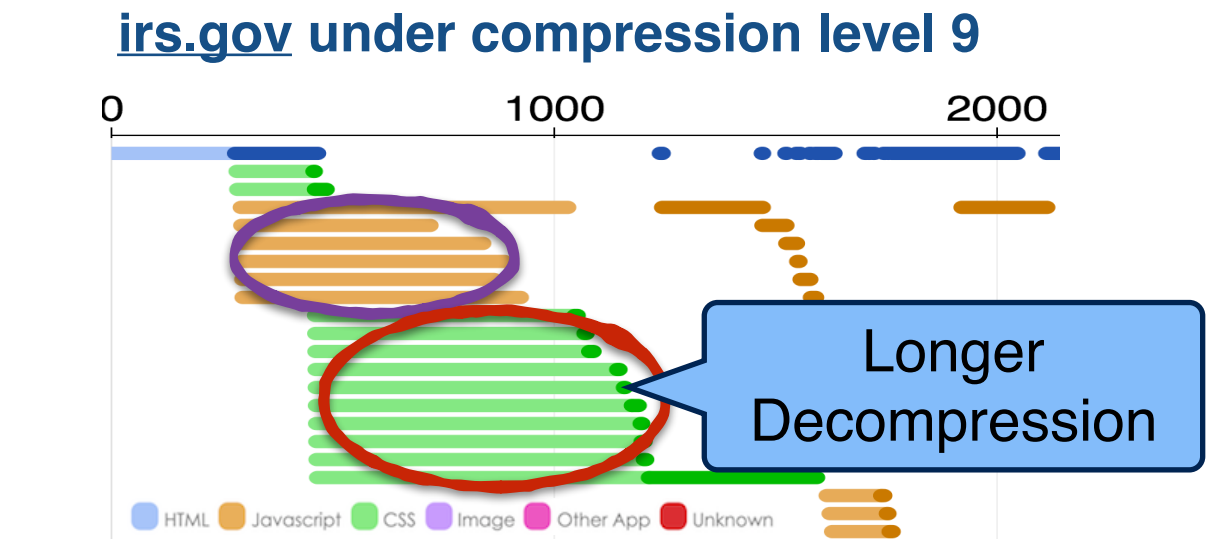 irs.gov under compression level 9
0 1000 2000
Longer
Decompression
HTML Javascript CSS Image Other App Unknown